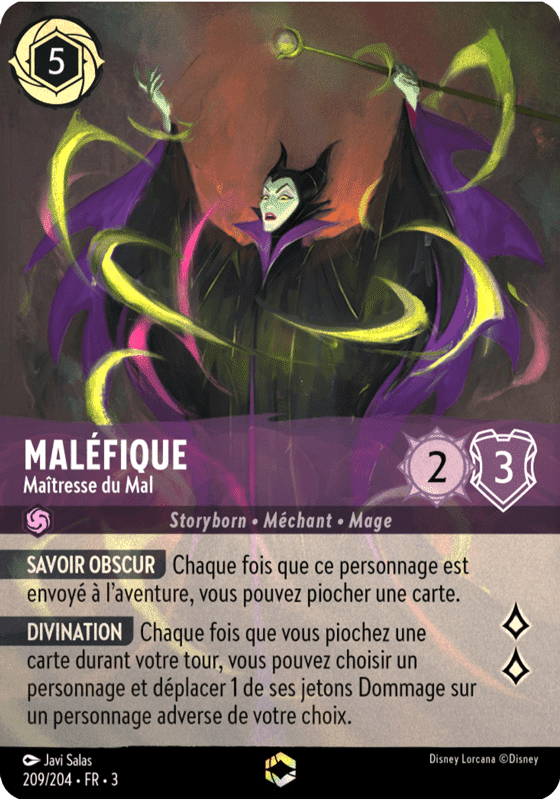 5
MALÉFIQUE
Maîtresse du Mal
2
3
Storyborn • Méchant • Mage
SAVOIR OBSCUR Chaque fois que ce personnage est
envoyé à l'aventure, vous pouvez piocher une carte.
DIVINATION Chaque fois que vous piochez une
carte durant votre tour, vous pouvez choisir un
personnage et déplacer 1 de ses jetons Dommage sur
un personnage adverse de votre choix.
Javi Salas
Disney Lorcana ©Disney
209/204 • FR • 3